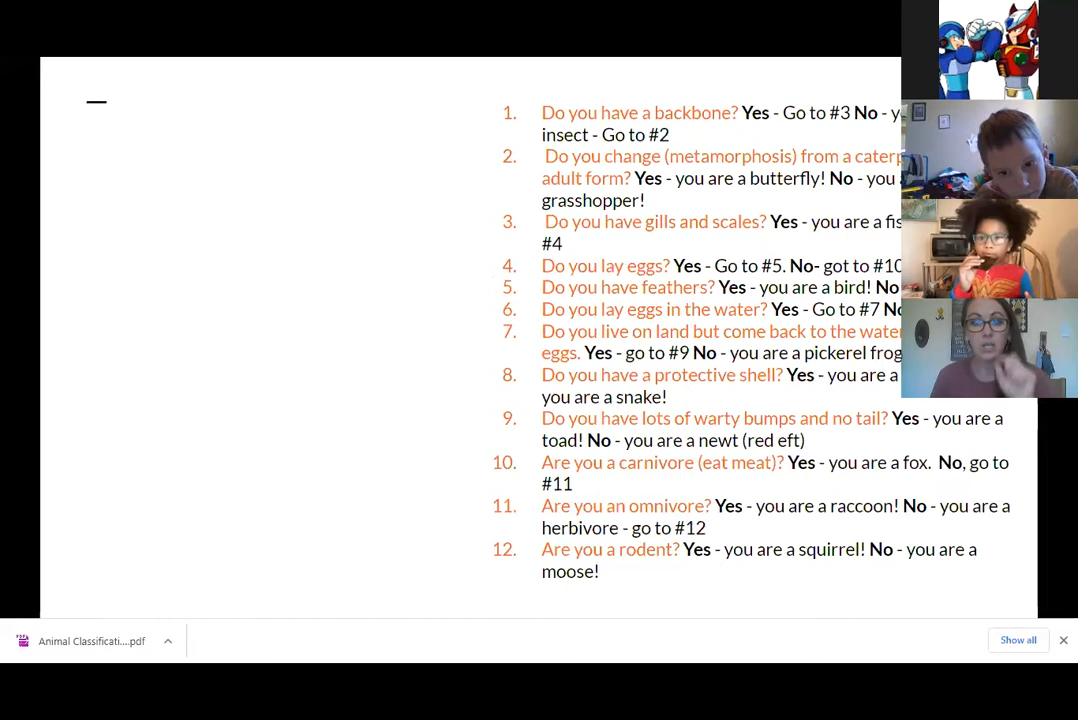 1. Do you have a backbone? Yes - Go to #3 No -
insect - Go to #2
2. Do you change (metamorphosis) from a
adult form? Yes - you are a butterfly! No - you
grasshopper!
3. Do you have gills and scales? Yes - you are a
#4
4. Do you lay eggs? Yes - Go to #5. No- got to #10
5. Do you have feathers? Yes - you are a bird! No
6. Do you lay eggs in the water? Yes - Go to #7
7. Do you live on land but come back to the water
eggs. Yes - go to #9 No - you are a pickerel frog
8. Do you have a protective shell? Yes - you are a
you are a snake!
9. Do you have lots of warty bumps and no tail? Yes - you are a
toad! No - you are a newt (red eft)
10. Are you a carnivore (eat meat)? Yes - you are a fox. No, go to
#11
11. Are you an omnivore? Yes - you are a raccoon! No - you are a
herbivore - go to #12
12. Are you a rodent? Yes - you are a squirrel! No - you are a
moose!
Animal Classificati....pdf
Show all